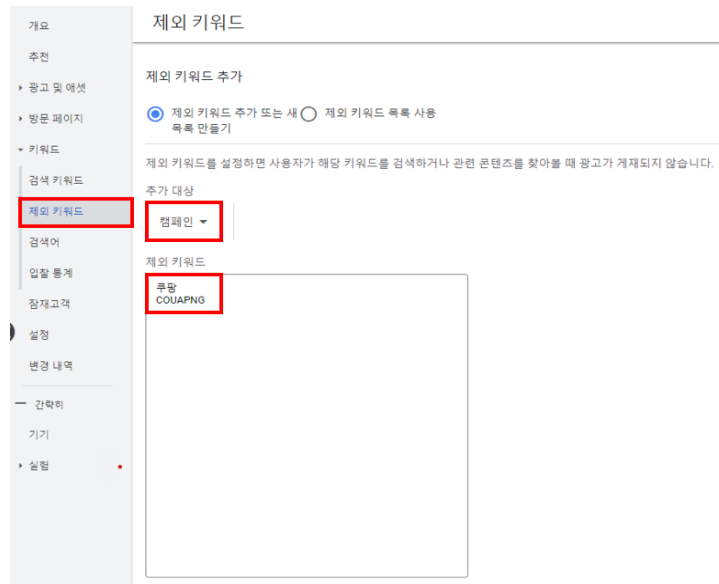 개요
추천
광고 및 애셋
방문 페이지
키워드
검색 키워드
제외 키워드
검색어
입찰 통계
잠재고객
설정
변경 내역
간략히
기기
실험
제외 키워드
제외 키워드 추가
제외 키워드 추가 또는 새
목록 만들기
제외 키워드 목록 사용
제외 키워드를 설정하면 사용자가 해당 키워드를 검색하거나 관련 콘텐츠를 찾아볼 때 광고가 게재되지 않습니다.
추가 대상
캠페인
제외 키워드
쿠팡
COUAPNG